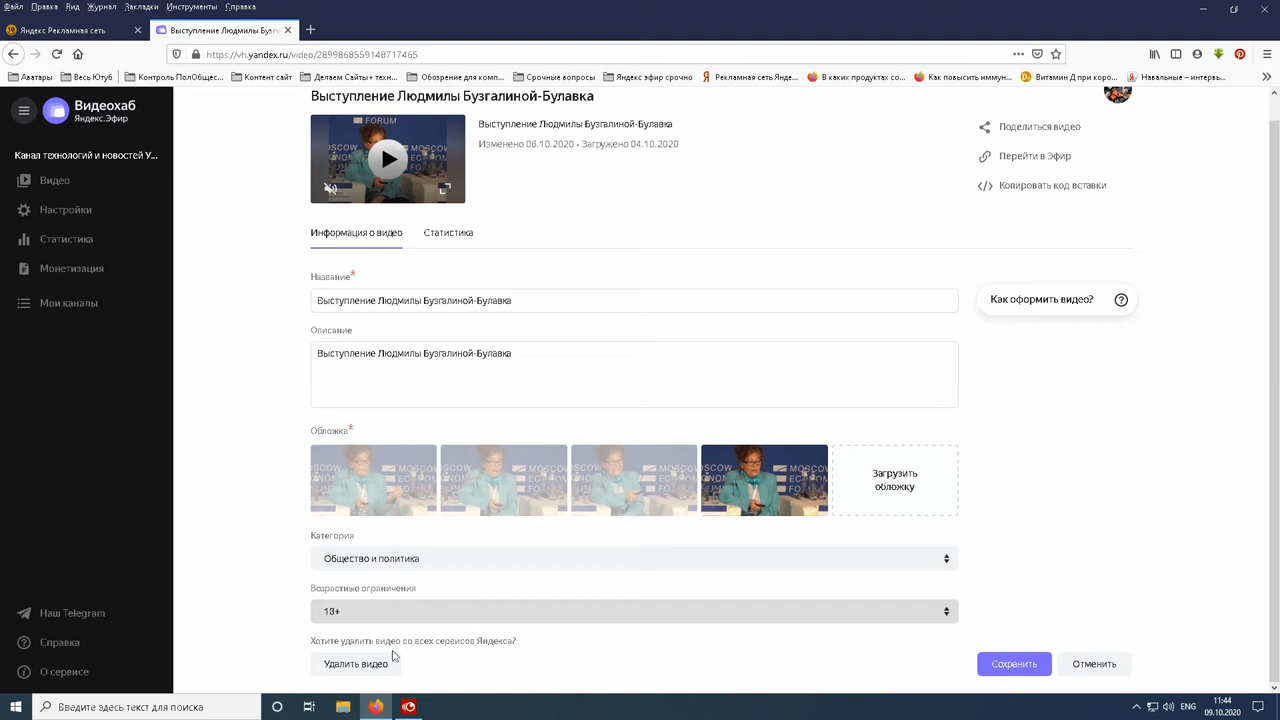 Файл Правка Вид Журнал Закладки Инструменты Справка
Яндекс Рекламная сеть
Выступление Людмилы Бузга
https://vh.yandex.ru/video/2899868559148717465
Аватары
Весь Ютуб
Контроль ПолОбщес...
Контент сайт
Делаем Сайты+ техн...
Обозрение для комп...
Срочные вопросы
Яндекс эфир срочно
Рекламная сеть Янде...
В каких продуктах: со...
Как повысить иммун...
Витамин Д при коро...
Навальные – интервь...
Видеохаб
Яндекс.Эфир
Канал технологий и новостей У...
Видео
Настройки
Статистика
Монетизация
Мои каналы
Наш Telegram
Справка
О сервисе
Выступление Людмилы Бузгалиной-Булавка
FORUM
MOSCOW
Выступление Людмилы Бузгалиной-Булавка
Изменено 06.10.2020 • Загружено 04.10.2020
Поделиться видео
Перейти в Эфир
Копировать код вставки
Информация о видео
Статистика
Название*
Выступление Людмилы Бузгалиной-Булавка
Как оформить видео?
Описание
Выступление Людмилы Бузгалиной-Булавка
Обложка*
Загрузить
обложку
Категория
Общество и политика
Возрастные ограничения
18+
Хотите удалить видео со всех сервисов Яндекса?
Удалить видео
Сохранить
Отменить
Введите здесь текст для поиска
ENG
11:44
09.10.2020